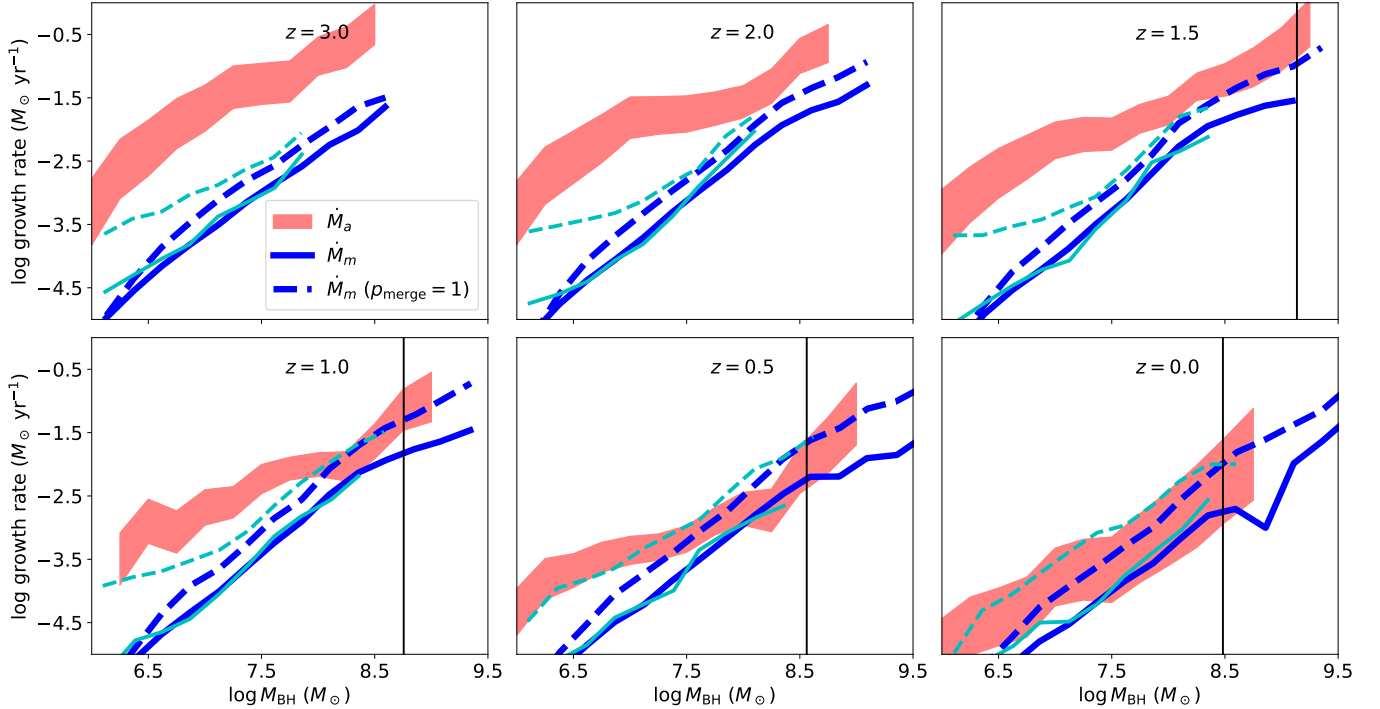 z = 3.0
z = 2.0
z = 1.5
log growth rate (M⊙ yr⁻¹)
−0.5
−1.5
−2.5
−3.5
−4.5
Ṁa
Ṁm
Ṁm (pmerge = 1)
z = 1.0
z = 0.5
z = 0.0
log growth rate (M⊙ yr⁻¹)
−0.5
−1.5
−2.5
−3.5
−4.5
6.5 7.5 8.5 9.5
6.5 7.5 8.5 9.5
6.5 7.5 8.5 9.5
log MBH (M⊙)
log MBH (M⊙)
log MBH (M⊙)